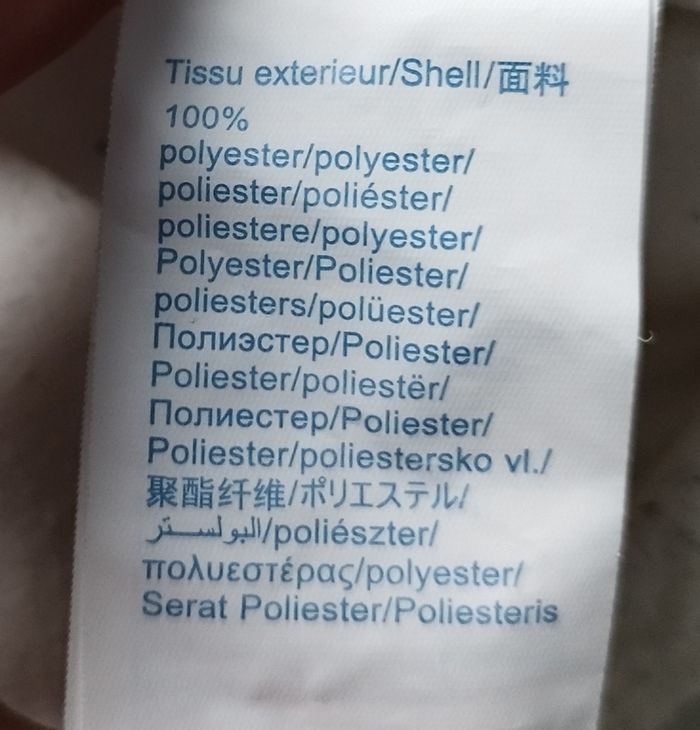 Tissu exterieur/Shell/面料
100%
polyester/polyester/
poliester/poliéster/
poliestere/polyester/
Polyester/Poliester/
poliesters/polüester/
Полиэстер/Poliester/
Poliester/poliestër/
Полиестер/Poliester/
Poliester/poliestersko vl./
聚酯纤维/ポリエステル/
البولستر/poliészter/
πολυεστέρας/polyester/
Serat Poliester/Poliesteris